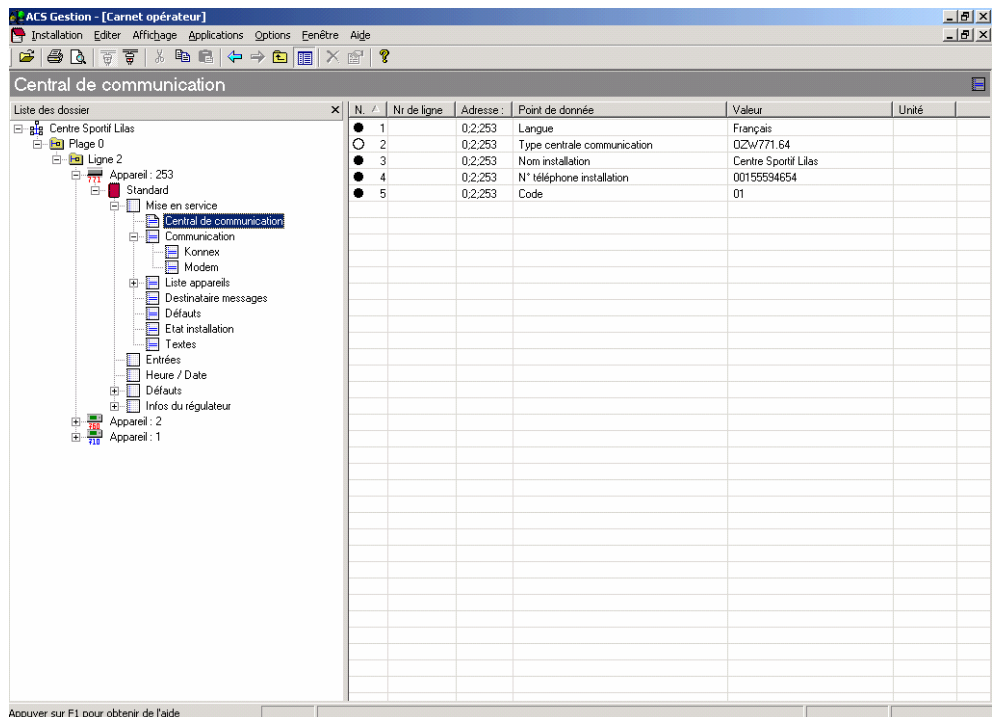 ACS Gestion - [Carnet opérateur]
Installation Editer Affichage Applications Options Fenêtre Aide
Central de communication
Liste des dossier
Centre Sportif Lilas
Plage 0
Ligne 2
771 Appareil : 253
Standard
Mise en service
Central de communication
Communication
Konnex
Modem
Liste appareils
Destinataire messages
Défauts
Etat installation
Textes
Entrées
Heure / Date
Défauts
Infos du régulateur
760 Appareil : 2
710 Appareil : 1
N. Nr de ligne Adresse : Point de donnée Valeur Unité
1 0;2;253 Langue Français
2 0;2;253 Type centrale communication OZW771.64
3 0;2;253 Nom installation Centre Sportif Lilas
4 0;2;253 N° téléphone installation 00155594654
5 0;2;253 Code 01
Appuyer sur F1 pour obtenir de l'aide